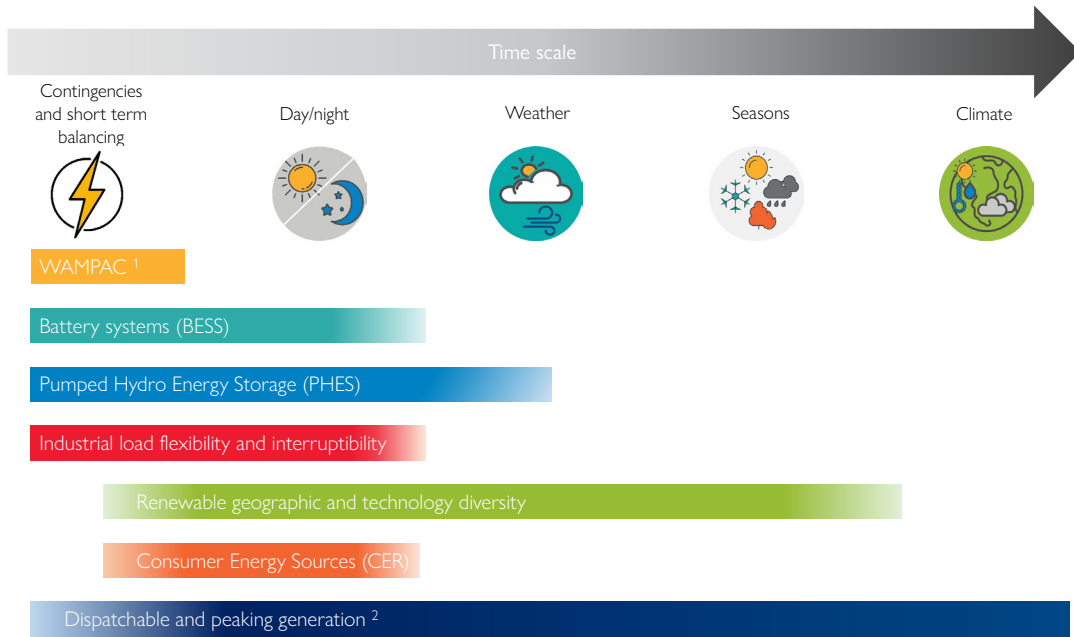 Time scale
Contingencies
and short term
balancing
Day/night
Weather
Seasons
Climate
WAMPAC ¹
Battery systems (BESS)
Pumped Hydro Energy Storage (PHES)
Industrial load flexibility and interruptibility
Renewable geographic and technology diversity
Consumer Energy Sources (CER)
Dispatchable and peaking generation ²